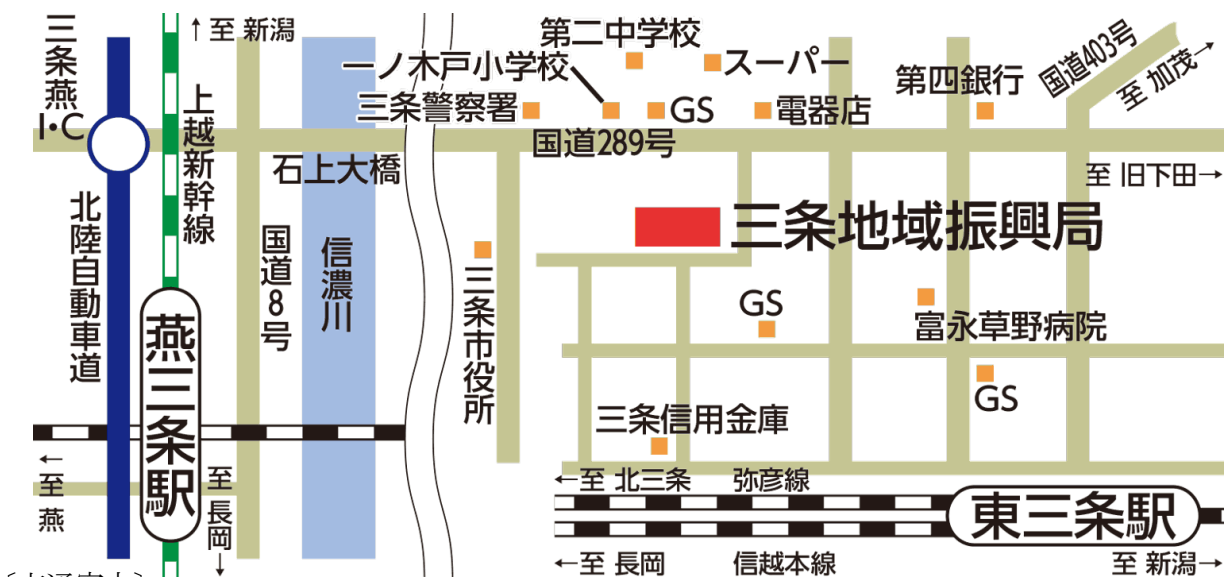 三条燕
I・C
↑至 新潟
上越新幹線
北陸自動車道
燕三条駅
国道8号
信濃川
石上大橋
←至 燕
至 長岡↓
第二中学校
一ノ木戸小学校
スーパー
三条警察署
GS
電器店
国道289号
第四銀行
国道403号
至 加茂→
至 旧下田→
三条地域振興局
三条市役所
GS
富永草野病院
GS
三条信用金庫
←至 北三条 弥彦線
東三条駅
←至 長岡 信越本線
至 新潟→